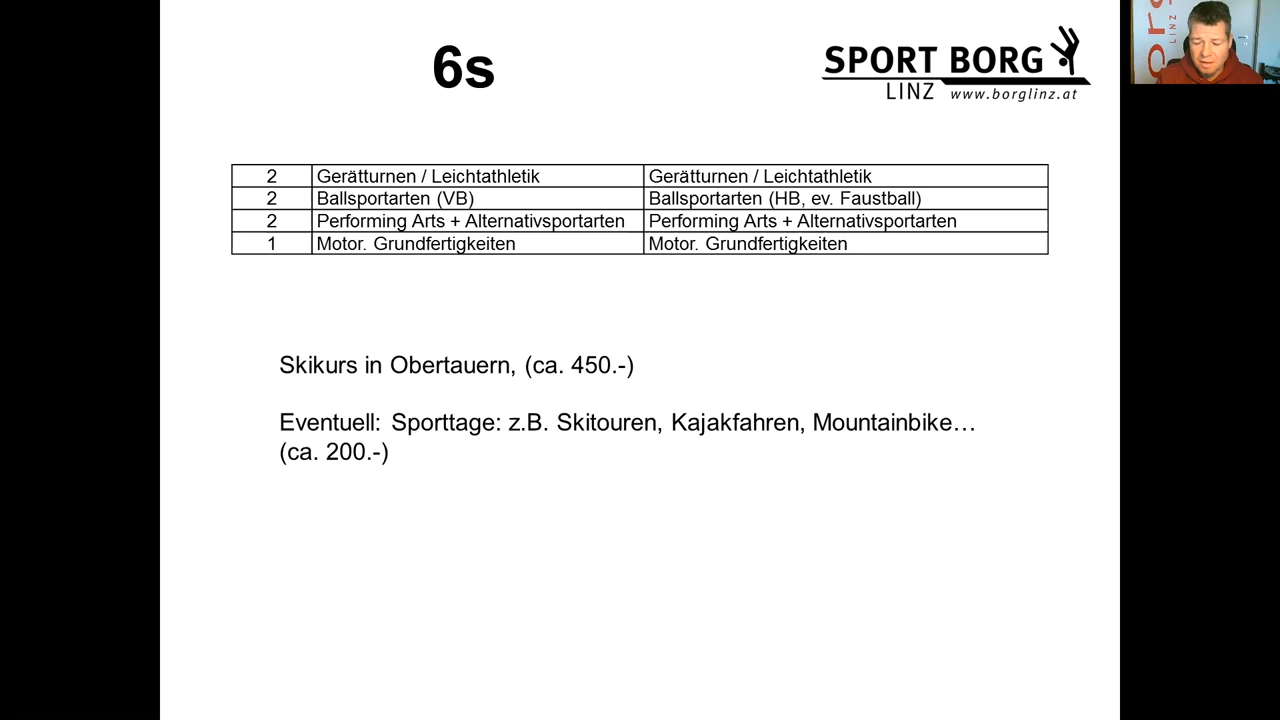 6s
SPORT BORG
LINZ www.borglinz.at
2 Gerätturnen / Leichtathletik Gerätturnen / Leichtathletik
2 Ballsportarten (VB) Ballsportarten (HB, ev. Faustball)
2 Performing Arts + Alternativsportarten Performing Arts + Alternativsportarten
1 Motor. Grundfertigkeiten Motor. Grundfertigkeiten
Skikurs in Obertauern, (ca. 450.-)
Eventuell: Sporttage: z.B. Skitouren, Kajakfahren, Mountainbike…
(ca. 200.-)
LINZ